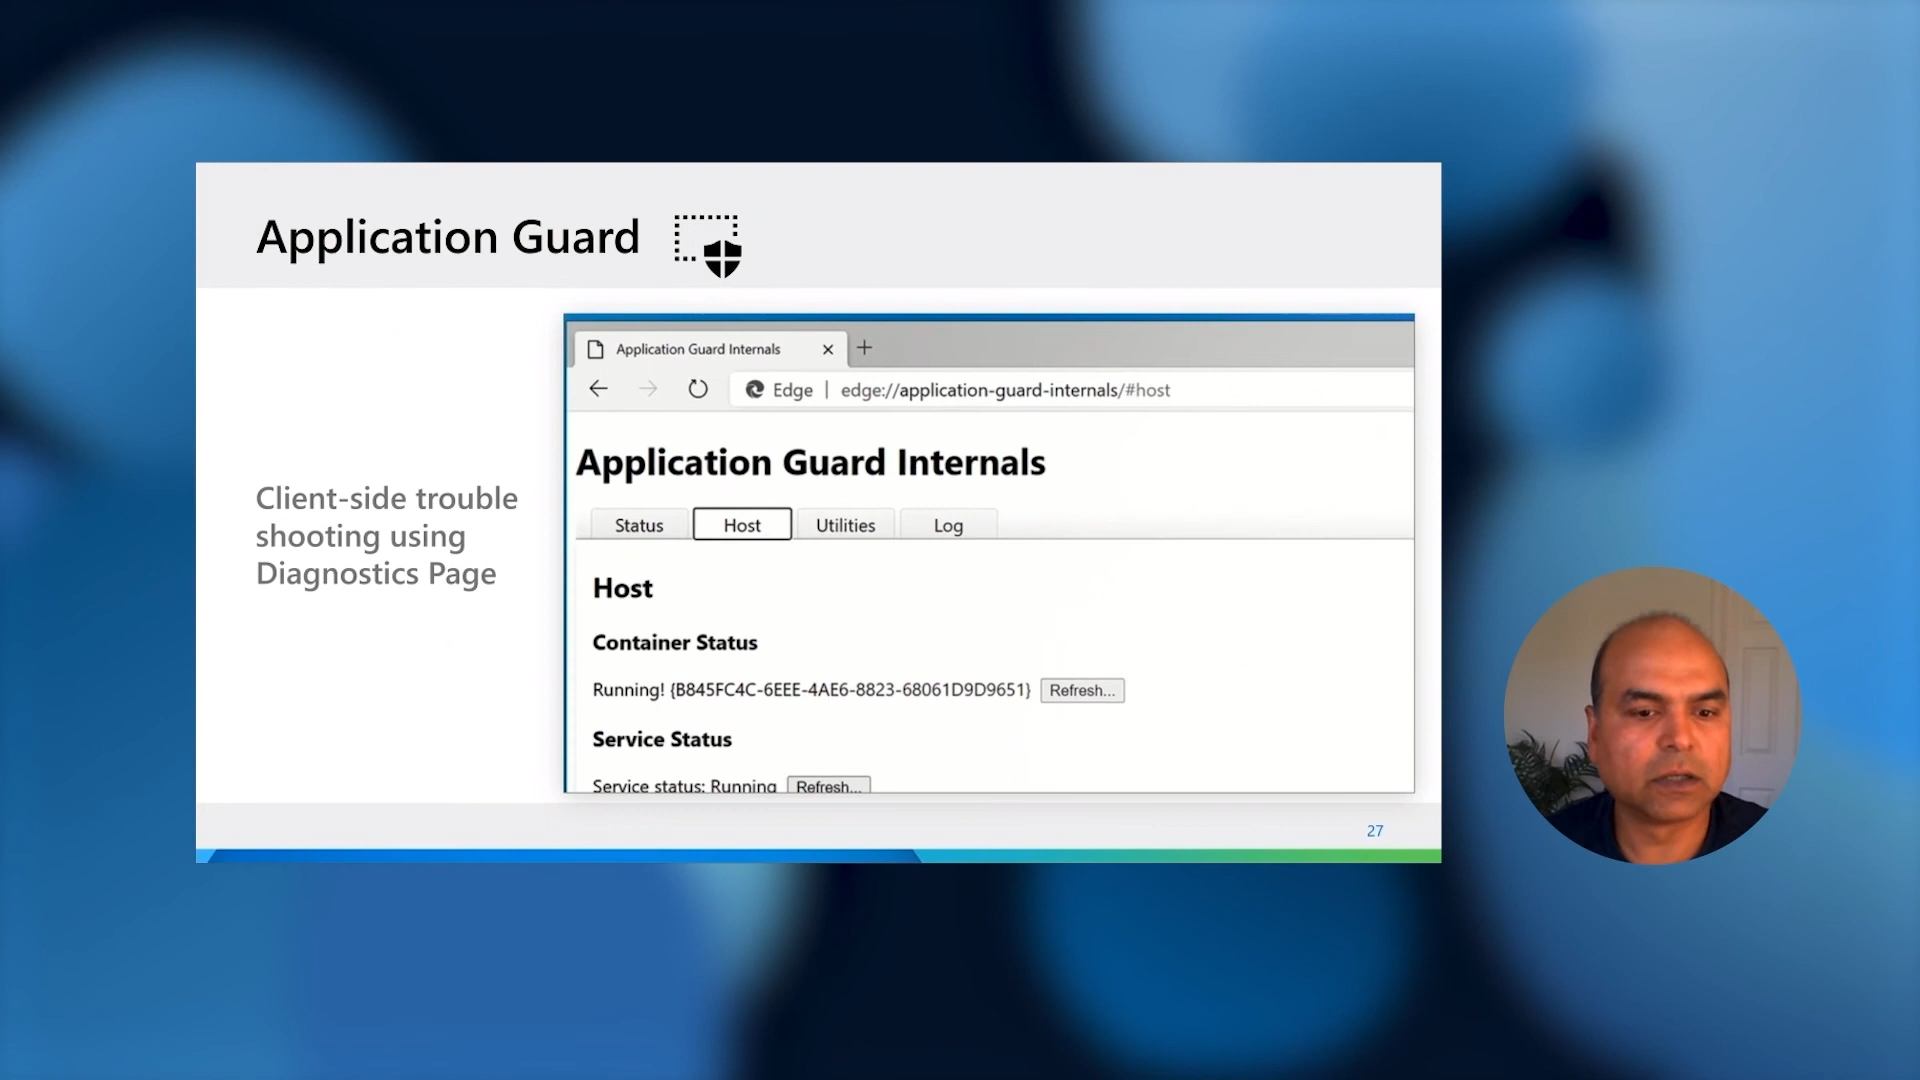 Application Guard
Client-side trouble
shooting using
Diagnostics Page
Application Guard Internals
Edge | edge://application-guard-internals/#host
Application Guard Internals
Status Host Utilities Log
Host
Container Status
Running! {B845FC4C-6EEE-4AE6-8823-68061D9D9651} Refresh...
Service Status
Service status: Running Refresh...
27